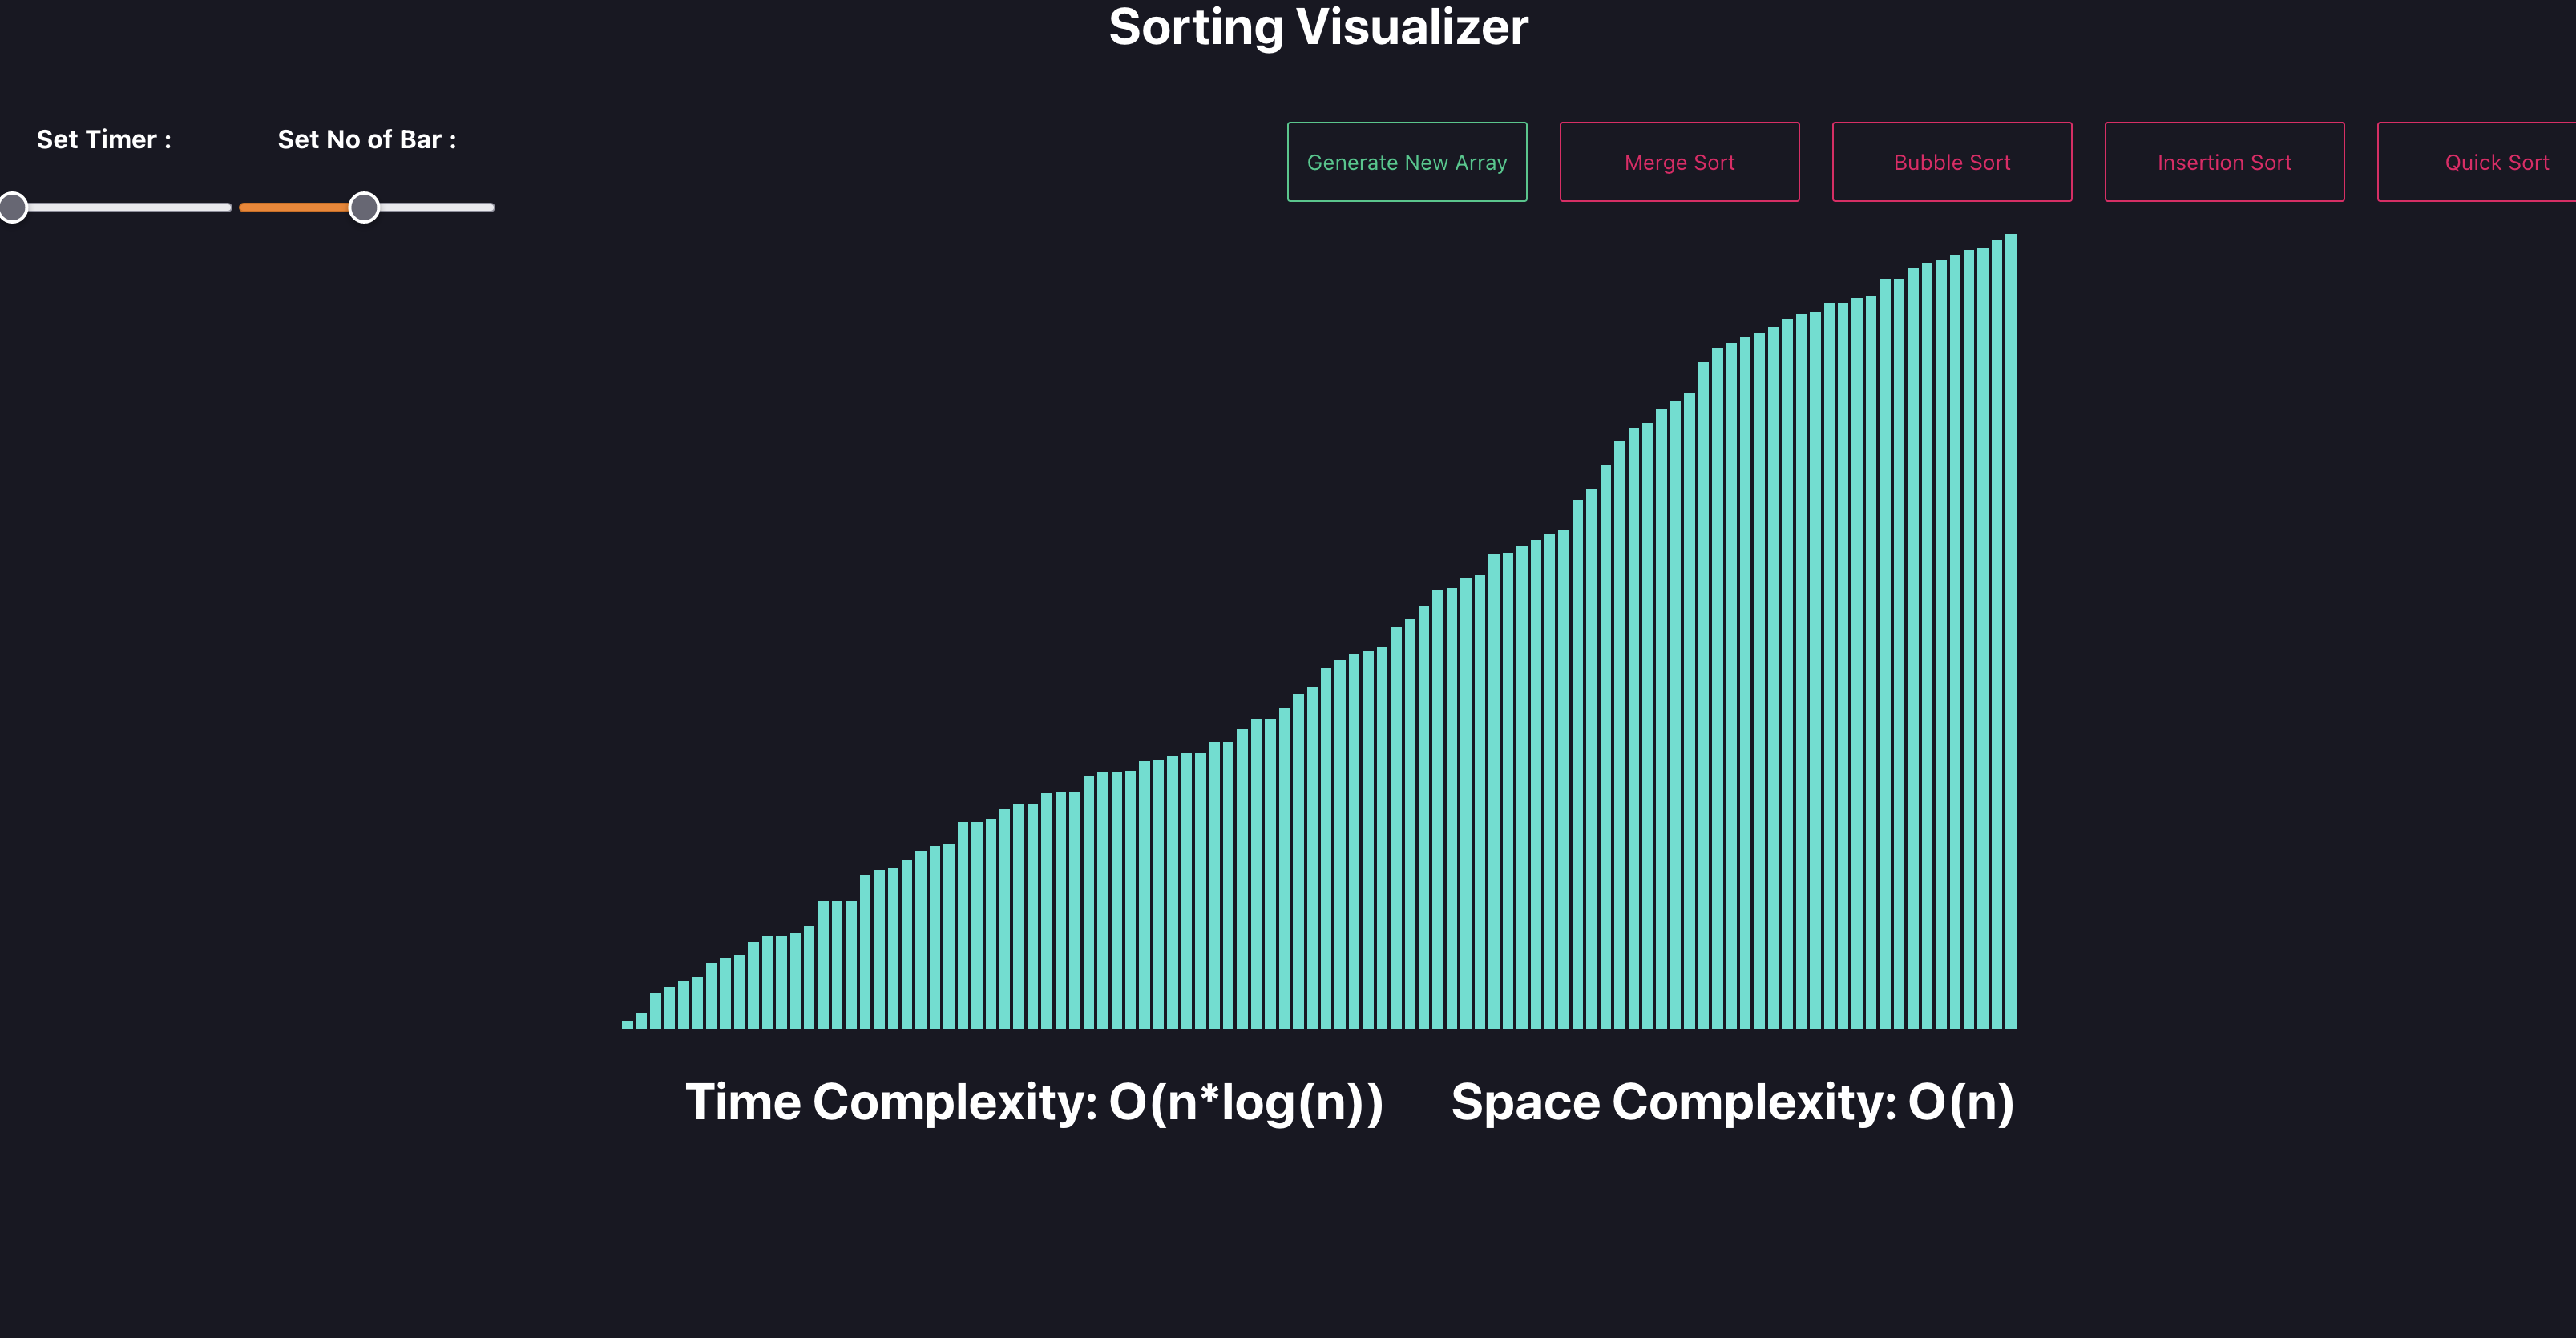 Sorting Visualizer
Set Timer : Set No of Bar :
Generate New Array Merge Sort Bubble Sort Insertion Sort Quick Sort
Time Complexity: O(n*log(n)) Space Complexity: O(n)